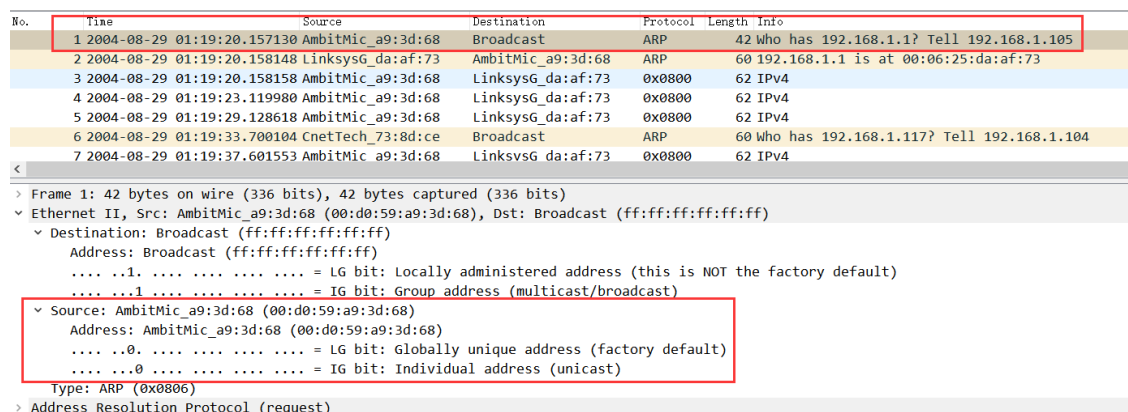 No. Time Source Destination Protocol Length Info
1 2004-08-29 01:19:20.157130 AmbitMic_a9:3d:68 Broadcast ARP 42 Who has 192.168.1.1? Tell 192.168.1.105
2 2004-08-29 01:19:20.158148 LinksysG_da:af:73 AmbitMic_a9:3d:68 ARP 60 192.168.1.1 is at 00:06:25:da:af:73
3 2004-08-29 01:19:20.158158 AmbitMic_a9:3d:68 LinksysG_da:af:73 0x0800 62 IPv4
4 2004-08-29 01:19:23.119980 AmbitMic_a9:3d:68 LinksysG_da:af:73 0x0800 62 IPv4
5 2004-08-29 01:19:29.128618 AmbitMic_a9:3d:68 LinksysG_da:af:73 0x0800 62 IPv4
6 2004-08-29 01:19:33.700104 CnetTech_73:8d:ce Broadcast ARP 60 Who has 192.168.1.117? Tell 192.168.1.104
7 2004-08-29 01:19:37.601553 AmbitMic_a9:3d:68 LinksysG_da:af:73 0x0800 62 IPv4
Frame 1: 42 bytes on wire (336 bits), 42 bytes captured (336 bits)
Ethernet II, Src: AmbitMic_a9:3d:68 (00:d0:59:a9:3d:68), Dst: Broadcast (ff:ff:ff:ff:ff:ff)
Destination: Broadcast (ff:ff:ff:ff:ff:ff)
Address: Broadcast (ff:ff:ff:ff:ff:ff)
.... ..1. .... .... .... .... = LG bit: Locally administered address (this is NOT the factory default)
.... ...1 .... .... .... .... = IG bit: Group address (multicast/broadcast)
Source: AmbitMic_a9:3d:68 (00:d0:59:a9:3d:68)
Address: AmbitMic_a9:3d:68 (00:d0:59:a9:3d:68)
.... ..0. .... .... .... .... = LG bit: Globally unique address (factory default)
.... ...0 .... .... .... .... = IG bit: Individual address (unicast)
Type: ARP (0x0806)
Address Resolution Protocol (request)